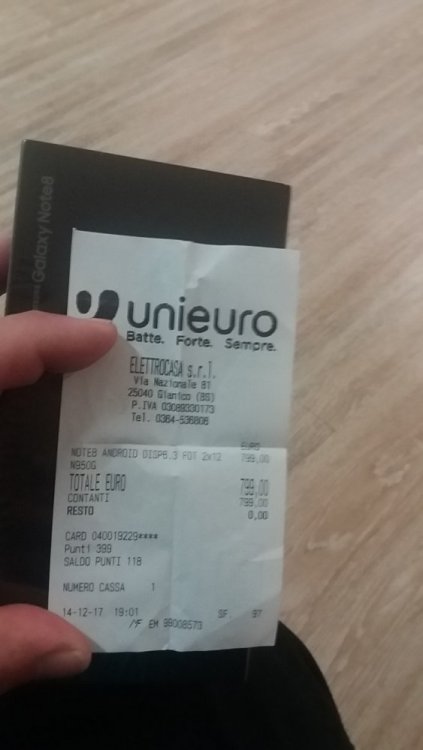 Galaxy Note8
unieuro
Batte. Forte. Sempre.
ELETTROCASA s.r.l.
Via Nazionale 81
25040 Gianico (BS)
P.IVA 03089330173
Tel. 0364-536806
EURO
NOTE8 ANDROID DISP6.3 FOT 2x12 799,00
N950G
TOTALE EURO 799,00
CONTANTI 799,00
RESTO 0,00
CARD 040019229****
Punti 399
SALDO PUNTI 118
NUMERO CASSA 1
14-12-17 19:01 SF 97
EM 98008573